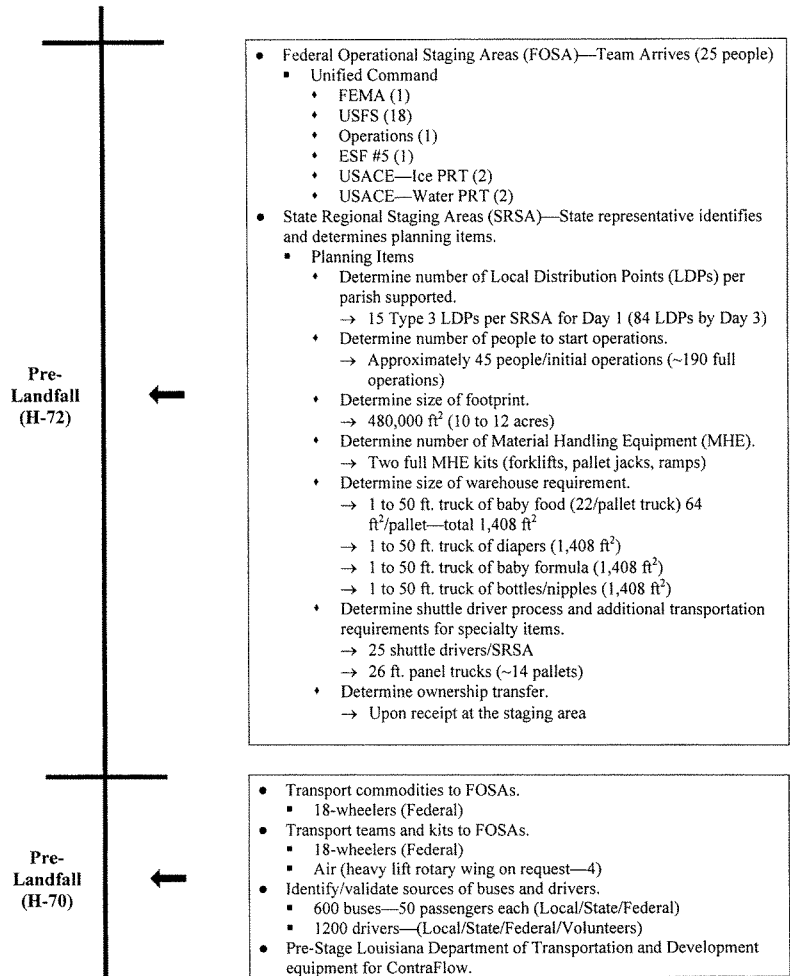 Pre-
Landfall
(H-72)
• Federal Operational Staging Areas (FOSA)—Team Arrives (25 people)
▪ Unified Command
♦ FEMA (1)
♦ USFS (18)
♦ Operations (1)
♦ ESF #5 (1)
♦ USACE—Ice PRT (2)
♦ USACE—Water PRT (2)
• State Regional Staging Areas (SRSA)—State representative identifies
and determines planning items.
▪ Planning Items
♦ Determine number of Local Distribution Points (LDPs) per
parish supported.
→ 15 Type 3 LDPs per SRSA for Day 1 (84 LDPs by Day 3)
♦ Determine number of people to start operations.
→ Approximately 45 people/initial operations (~190 full
operations)
♦ Determine size of footprint.
→ 480,000 ft² (10 to 12 acres)
♦ Determine number of Material Handling Equipment (MHE).
→ Two full MHE kits (forklifts, pallet jacks, ramps)
♦ Determine size of warehouse requirement.
→ 1 to 50 ft. truck of baby food (22/pallet truck) 64
ft²/pallet—total 1,408 ft²
→ 1 to 50 ft. truck of diapers (1,408 ft²)
→ 1 to 50 ft. truck of baby formula (1,408 ft²)
→ 1 to 50 ft. truck of bottles/nipples (1,408 ft²)
♦ Determine shuttle driver process and additional transportation
requirements for specialty items.
→ 25 shuttle drivers/SRSA
→ 26 ft. panel trucks (~14 pallets)
♦ Determine ownership transfer.
→ Upon receipt at the staging area
Pre-
Landfall
(H-70)
• Transport commodities to FOSAs.
▪ 18-wheelers (Federal)
• Transport teams and kits to FOSAs.
▪ 18-wheelers (Federal)
▪ Air (heavy lift rotary wing on request—4)
• Identify/validate sources of buses and drivers.
▪ 600 buses—50 passengers each (Local/State/Federal)
▪ 1200 drivers—(Local/State/Federal/Volunteers)
• Pre-Stage Louisiana Department of Transportation and Development
equipment for ContraFlow.